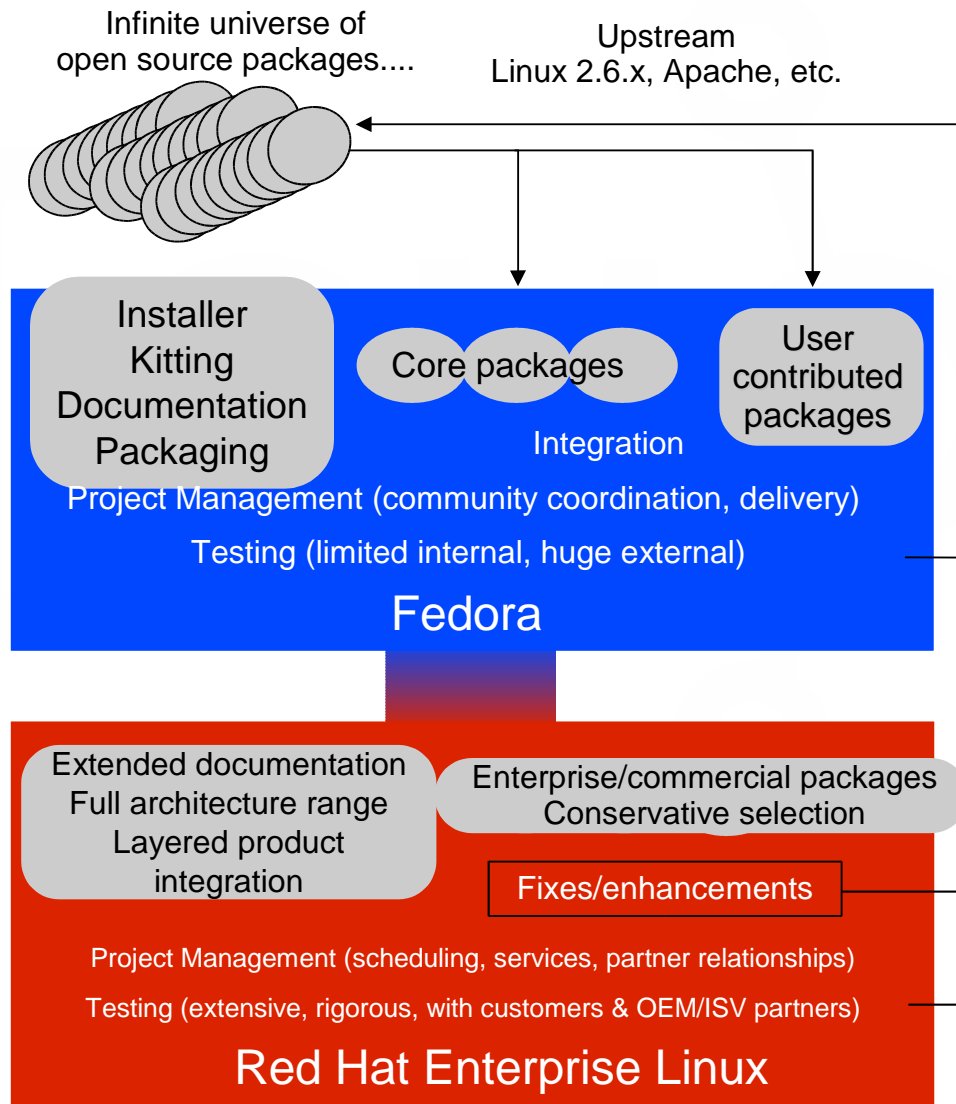 Infinite universe of
open source packages....
Upstream
Linux 2.6.x, Apache, etc.
Installer
Kitting
Documentation
Packaging
Core packages
User
contributed
packages
Integration
Project Management (community coordination, delivery)
Testing (limited internal, huge external)
Fedora
Extended documentation
Full architecture range
Layered product
integration
Enterprise/commercial packages
Conservative selection
Fixes/enhancements
Project Management (scheduling, services, partner relationships)
Testing (extensive, rigorous, with customers & OEM/ISV partners)
Red Hat Enterprise Linux